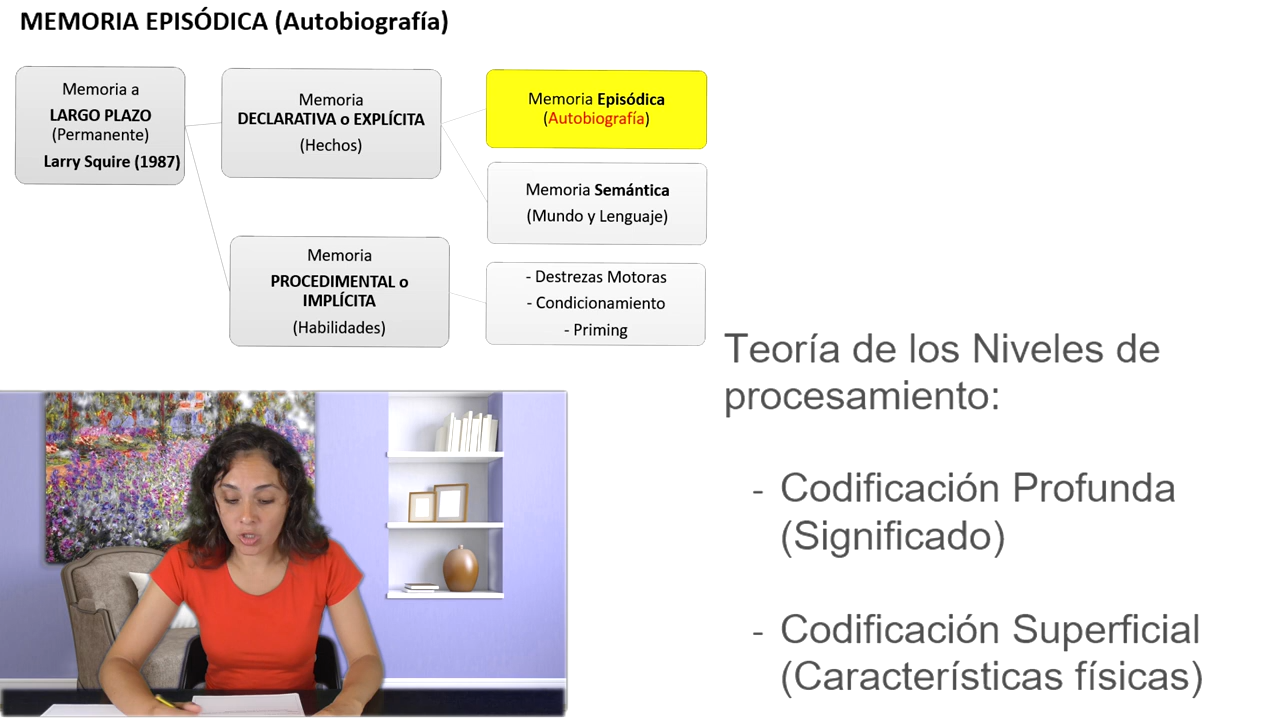 MEMORIA EPISÓDICA (Autobiografía)
Memoria a
LARGO PLAZO
(Permanente)
Larry Squire (1987)
Memoria
DECLARATIVA o EXPLÍCITA
(Hechos)
Memoria Episódica
(Autobiografía)
Memoria Semántica
(Mundo y Lenguaje)
Memoria
PROCEDIMENTAL o
IMPLÍCITA
(Habilidades)
- Destrezas Motoras
- Condicionamiento
- Priming
Teoría de los Niveles de
procesamiento:
- Codificación Profunda
(Significado)
- Codificación Superficial
(Características físicas)